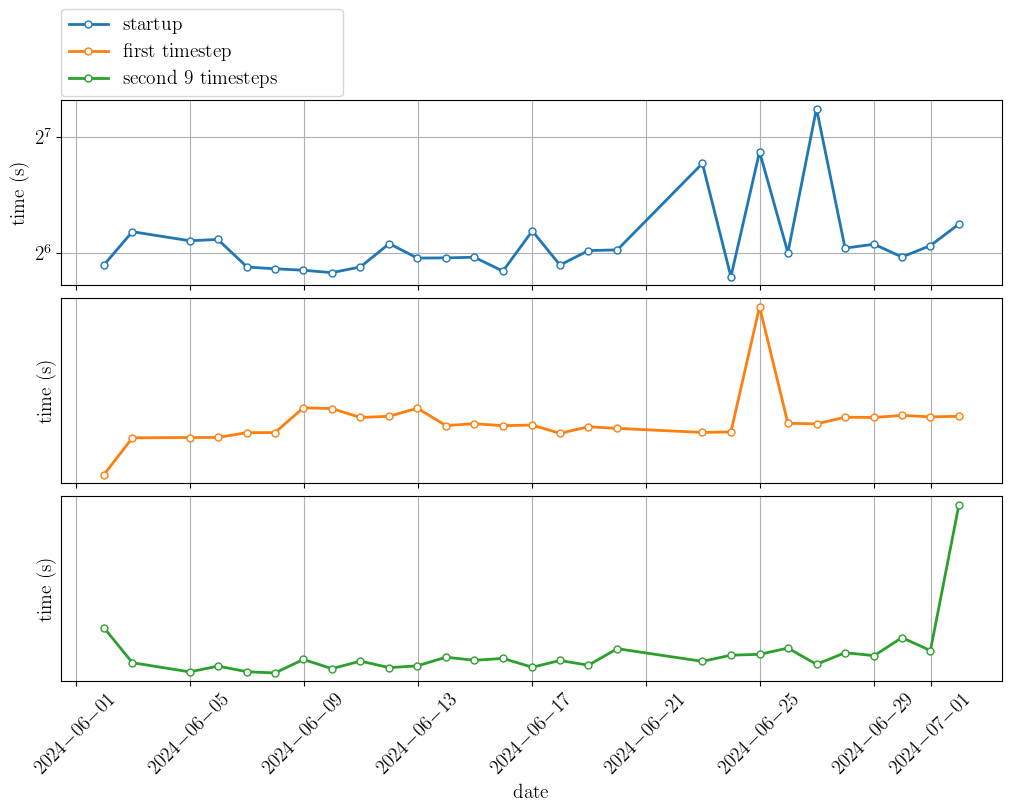 startup
first timestep
second 9 timesteps
2⁷
2⁶
time (s)
time (s)
time (s)
2024−06−01
2024−06−05
2024−06−09
2024−06−13
2024−06−17
2024−06−21
2024−06−25
2024−06−29
2024−07−01
date